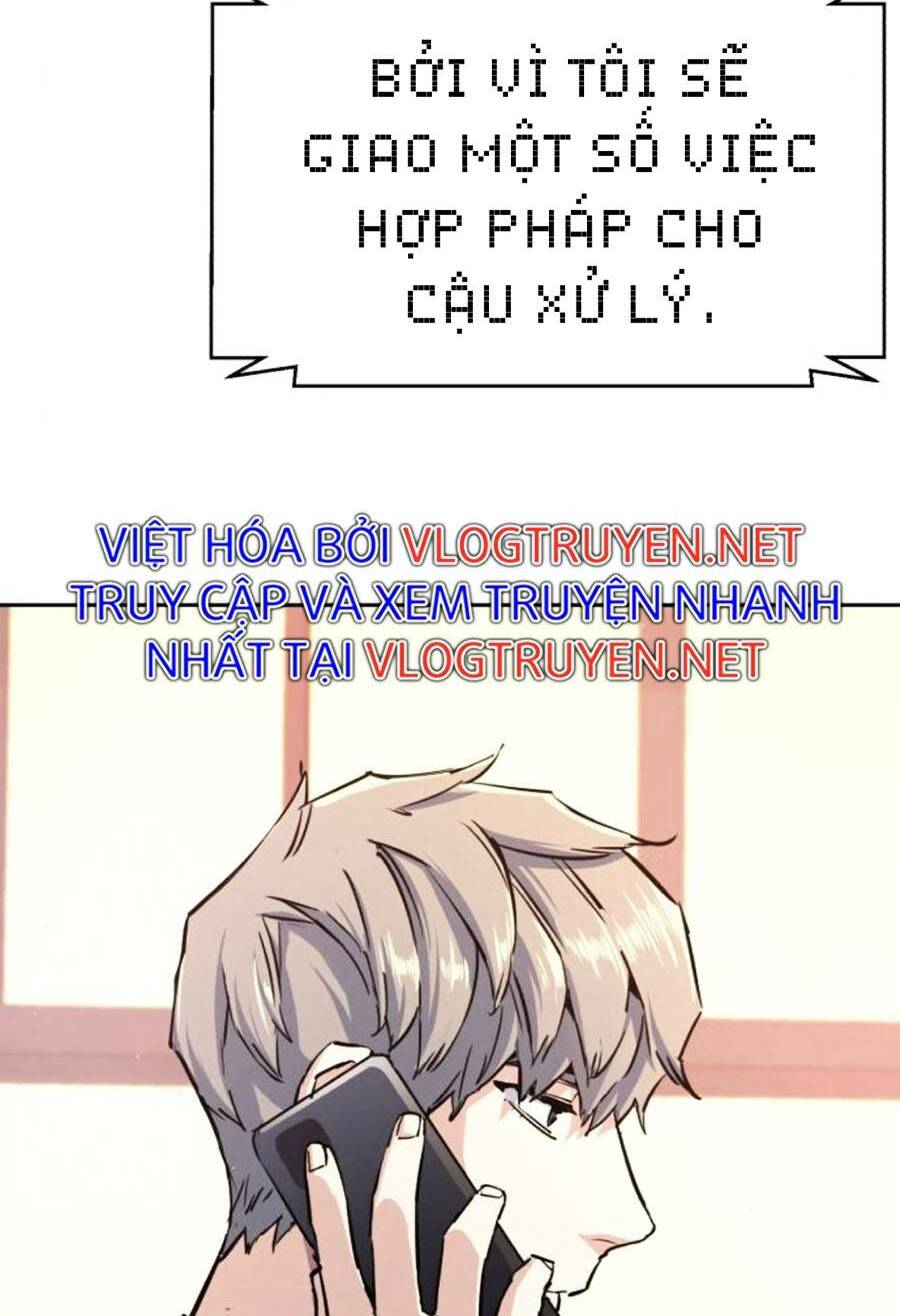 BỞI VÌ TÔI SẼ
GIAO MỘT SỐ VIỆC
HỢP PHÁP CHO
CẬU XỬ LÝ.
VIỆT HÓA BỞI VLOGTRUYEN.NET
TRUY CẬP VÀ XEM TRUYỆN NHANH
NHẤT TẠI VLOGTRUYEN.NET